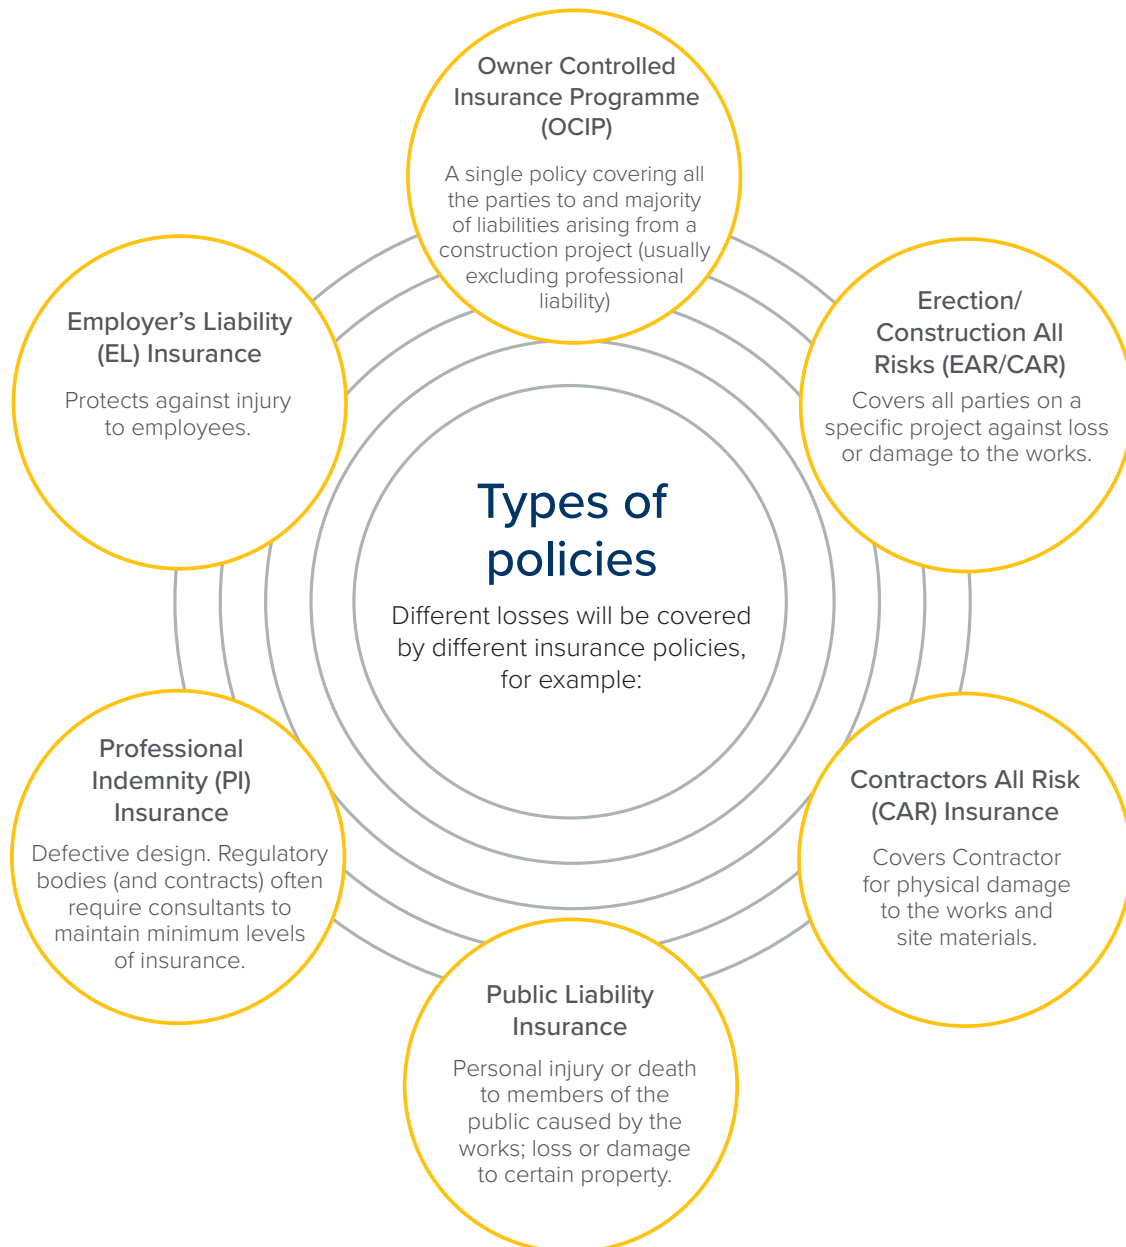 Owner Controlled
Insurance Programme
(OCIP)
A single policy covering all
the parties to and majority
of liabilities arising from a
construction project (usually
excluding professional
liability)
Erection/
Construction All
Risks (EAR/CAR)
Covers all parties on a
specific project against loss
or damage to the works.
Contractors All Risk
(CAR) Insurance
Covers Contractor
for physical damage
to the works and
site materials.
Public Liability
Insurance
Personal injury or death
to members of the
public caused by the
works; loss or damage
to certain property.
Professional
Indemnity (PI)
Insurance
Defective design. Regulatory
bodies (and contracts) often
require consultants to
maintain minimum levels
of insurance.
Employer’s Liability
(EL) Insurance
Protects against injury
to employees.
Types of
policies
Different losses will be covered
by different insurance policies,
for example: